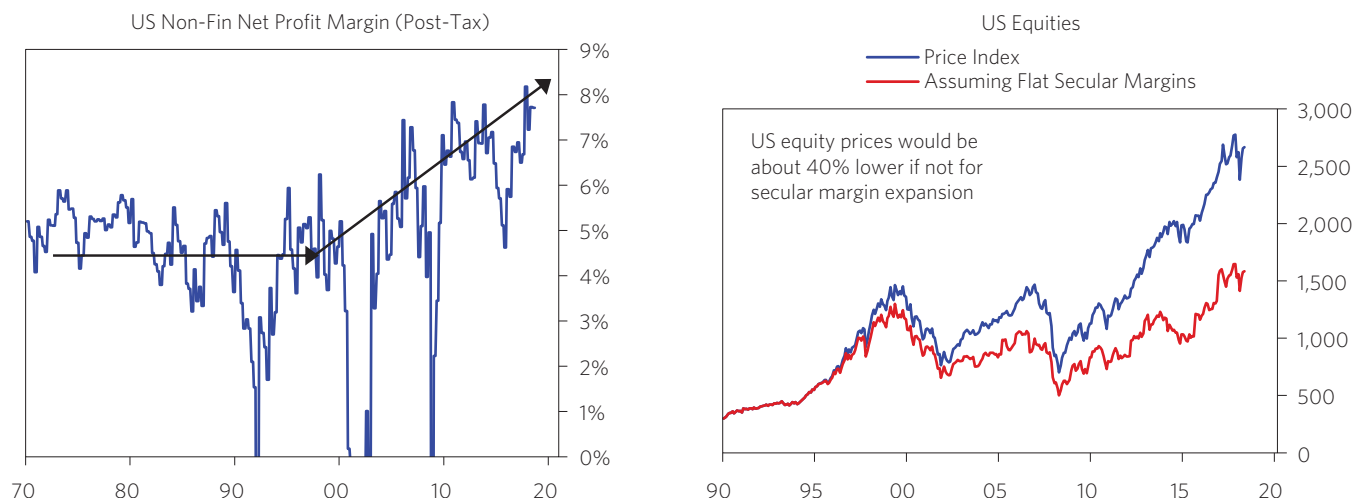 US Non-Fin Net Profit Margin (Post-Tax)
9%
8%
7%
6%
5%
4%
3%
2%
1%
0%
70 80 90 00 10 20
US Equities
Price Index
Assuming Flat Secular Margins
US equity prices would be
about 40% lower if not for
secular margin expansion
3,000
2,500
2,000
1,500
1,000
500
0
90 95 00 05 10 15 20